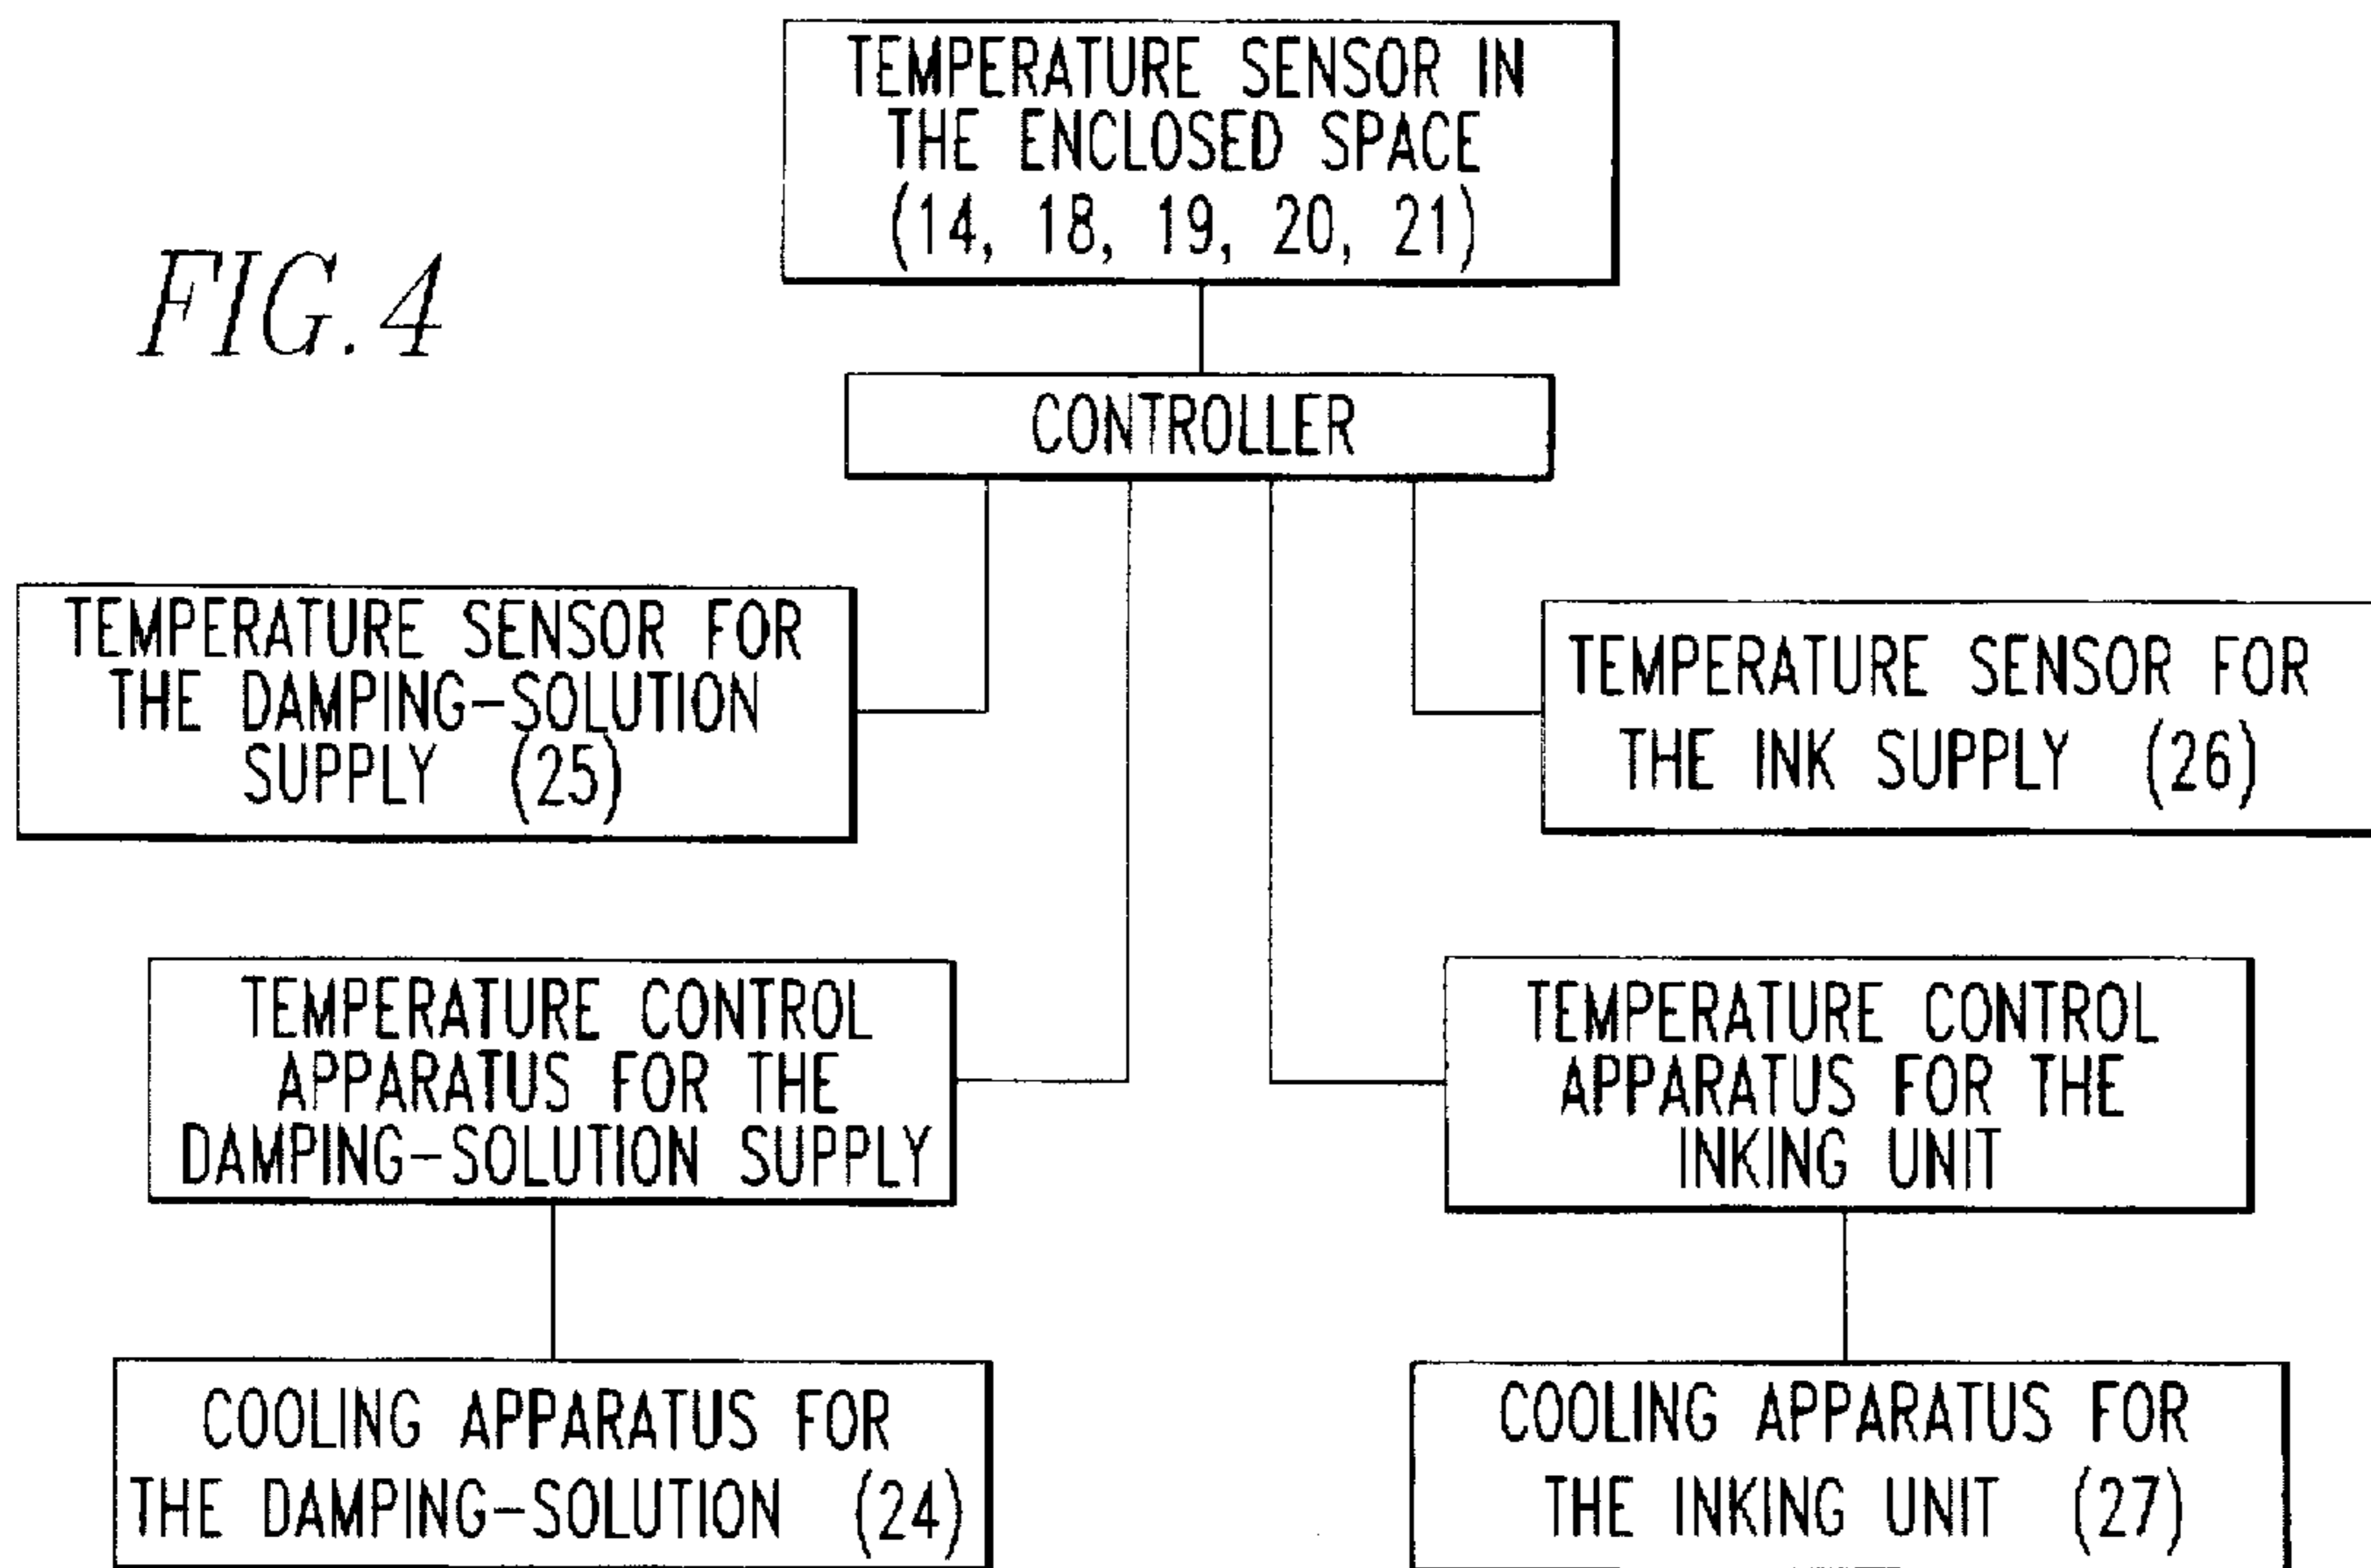 FIG. 4
TEMPERATURE SENSOR IN
THE ENCLOSED SPACE
(14, 18, 19, 20, 21)
CONTROLLER
TEMPERATURE SENSOR FOR
THE DAMPING-SOLUTION
SUPPLY (25)
TEMPERATURE SENSOR FOR
THE INK SUPPLY (26)
TEMPERATURE CONTROL
APPARATUS FOR THE
DAMPING-SOLUTION SUPPLY
TEMPERATURE CONTROL
APPARATUS FOR THE
INKING UNIT
COOLING APPARATUS FOR
THE DAMPING-SOLUTION (24)
COOLING APPARATUS FOR
THE INKING UNIT (27)